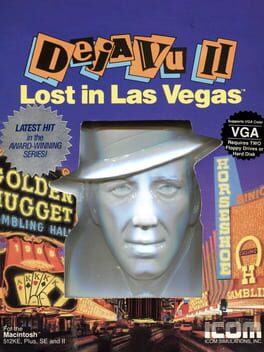 Deja Vu II
Lost in Las Vegas™
LATEST HIT
in the
AWARD-WINNING
SERIES!
Supports VGA Color
VGA
Requires TWO
Floppy Drives or
Hard Disk
GOLDEN
NUGGET
GAMBLING HALL
HORSESHOE
For the
Macintosh™
512KE, Plus, SE and II
ICOM
ICOM SIMULATIONS, INC.